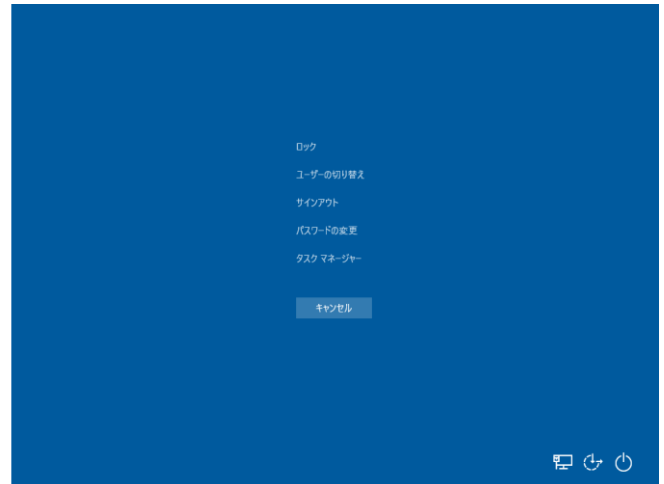 ロック
ユーザーの切り替え
サインアウト
パスワードの変更
タスク マネージャー
キャンセル